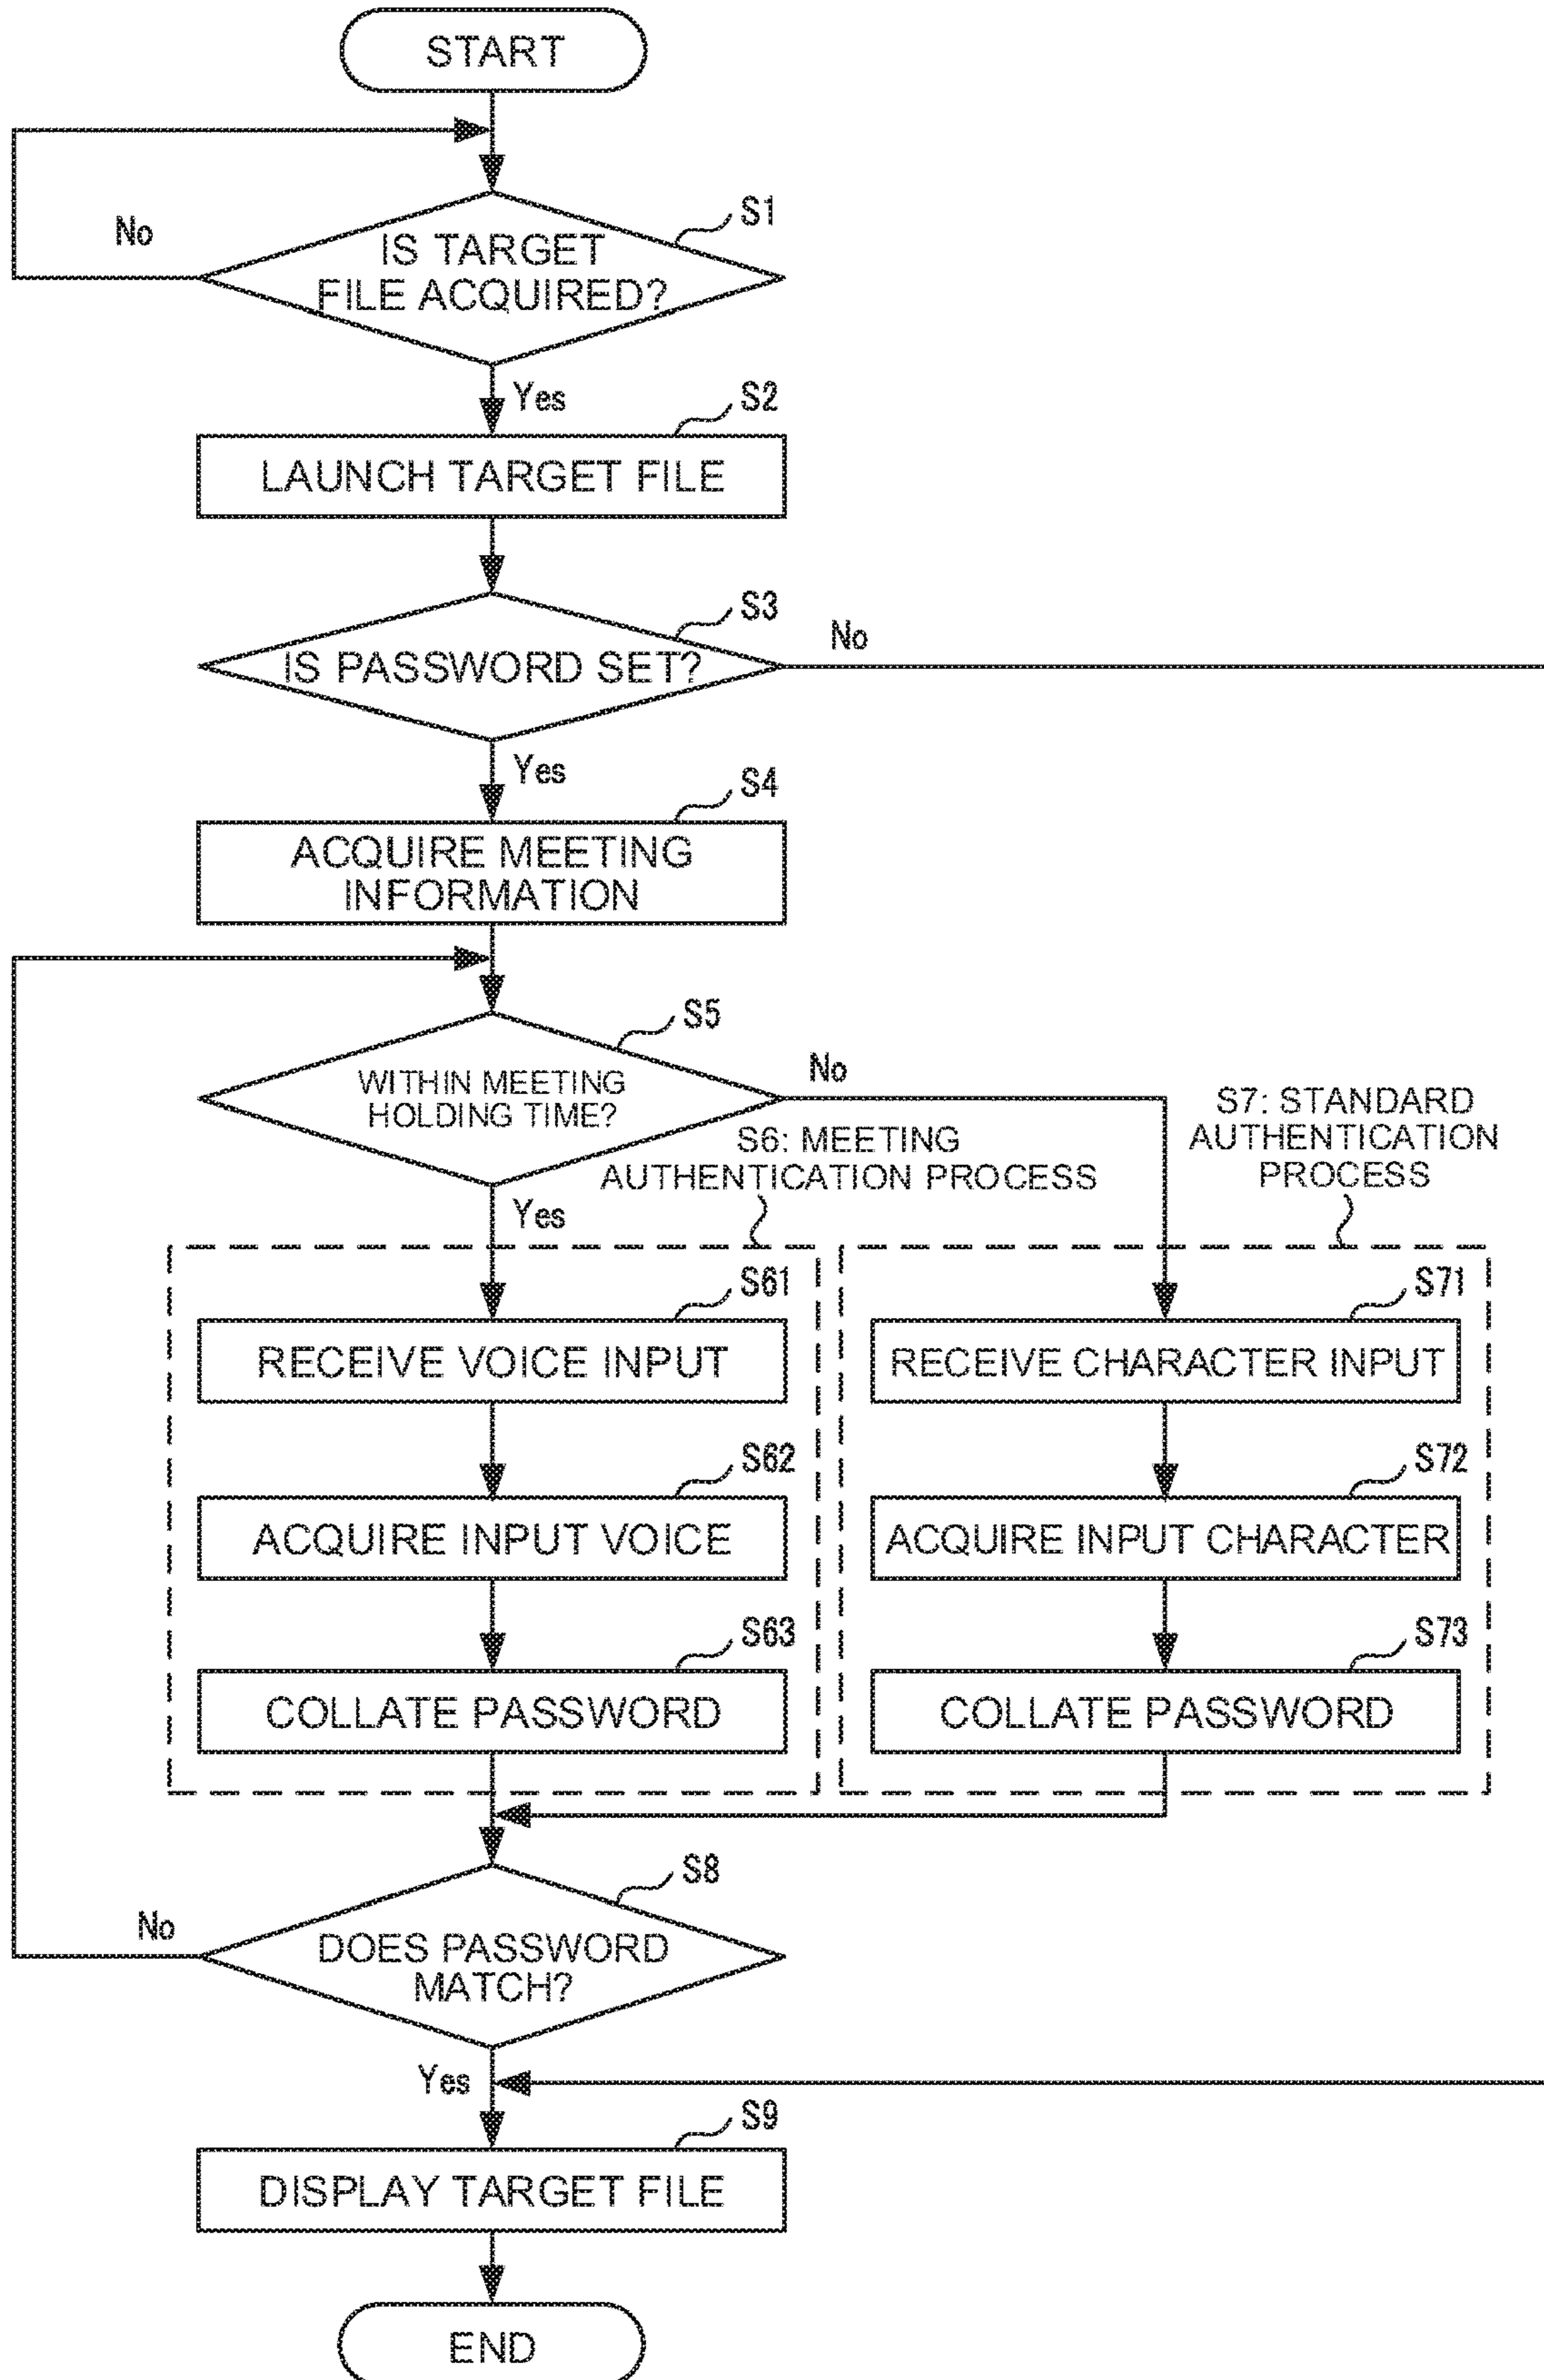 START
No
S1
IS TARGET
FILE ACQUIRED?
Yes
S2
LAUNCH TARGET FILE
S3
IS PASSWORD SET?
No
Yes
S4
ACQUIRE MEETING
INFORMATION
S5
WITHIN MEETING
HOLDING TIME?
No
S6: MEETING
AUTHENTICATION PROCESS
S7: STANDARD
AUTHENTICATION
PROCESS
Yes
S61
RECEIVE VOICE INPUT
S71
RECEIVE CHARACTER INPUT
S62
ACQUIRE INPUT VOICE
S72
ACQUIRE INPUT CHARACTER
S63
COLLATE PASSWORD
S73
COLLATE PASSWORD
S8
No
DOES PASSWORD
MATCH?
Yes
S9
DISPLAY TARGET FILE
END